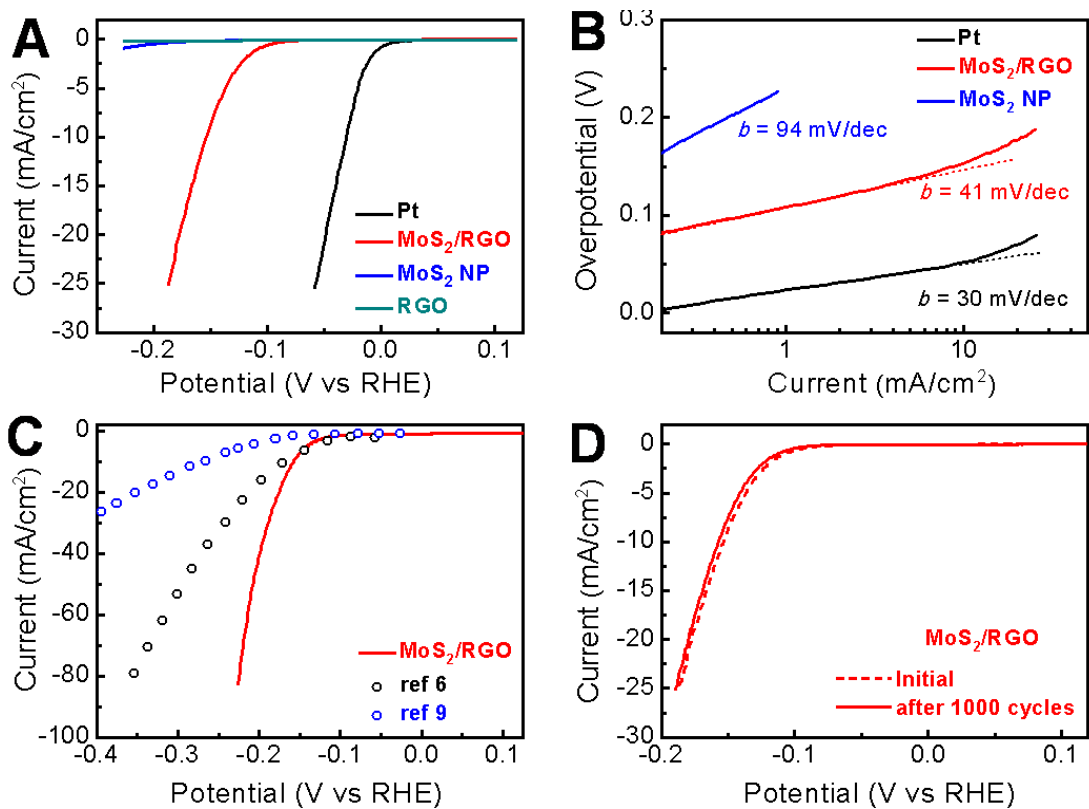 A
0
-5
-10
-15
-20
-25
-30
Current (mA/cm²)
Pt
MoS₂/RGO
MoS₂ NP
RGO
-0.2
-0.1
0.0
0.1
Potential (V vs RHE)
B
0.3
0.2
0.1
0.0
Overpotential (V)
Pt
MoS₂/RGO
MoS₂ NP
b = 94 mV/dec
b = 41 mV/dec
b = 30 mV/dec
1
10
Current (mA/cm²)
C
0
-20
-40
-60
-80
-100
Current (mA/cm²)
MoS₂/RGO
ref 6
ref 9
-0.4
-0.3
-0.2
-0.1
0.0
0.1
Potential (V vs RHE)
D
0
-5
-10
-15
-20
-25
-30
Current (mA/cm²)
MoS₂/RGO
Initial
after 1000 cycles
-0.2
-0.1
0.0
0.1
Potential (V vs RHE)